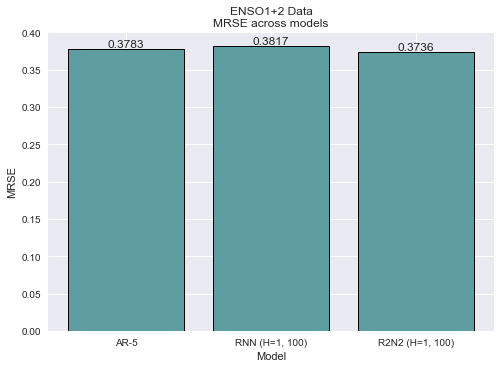 ENSO1+2 Data
MRSE across models
0.40
0.35
0.30
0.25
0.20
0.15
0.10
0.05
0.00
MRSE
0.3783
0.3817
0.3736
AR-5
RNN (H=1, 100)
R2N2 (H=1, 100)
Model